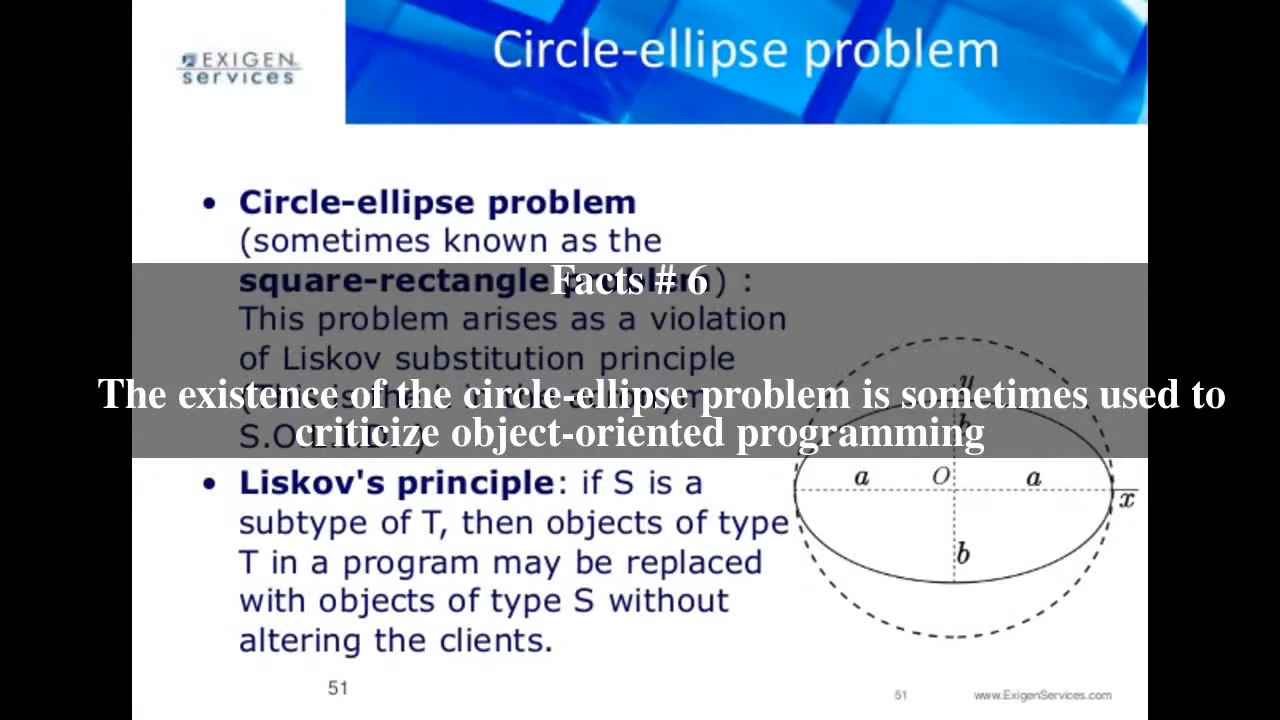 EXIGEN
services
Circle-ellipse problem
• Circle-ellipse problem
(sometimes known as the
square-rectangle problem) :
Facts # 6
This problem arises as a violation
of Liskov substitution principle
The existence of the circle-ellipse problem is sometimes used to
criticize object-oriented programming
• Liskov's principle: if S is a
subtype of T, then objects of type
T in a program may be replaced
with objects of type S without
altering the clients.
y
b
a O a
x
b
51
51 www.ExigenServices.com